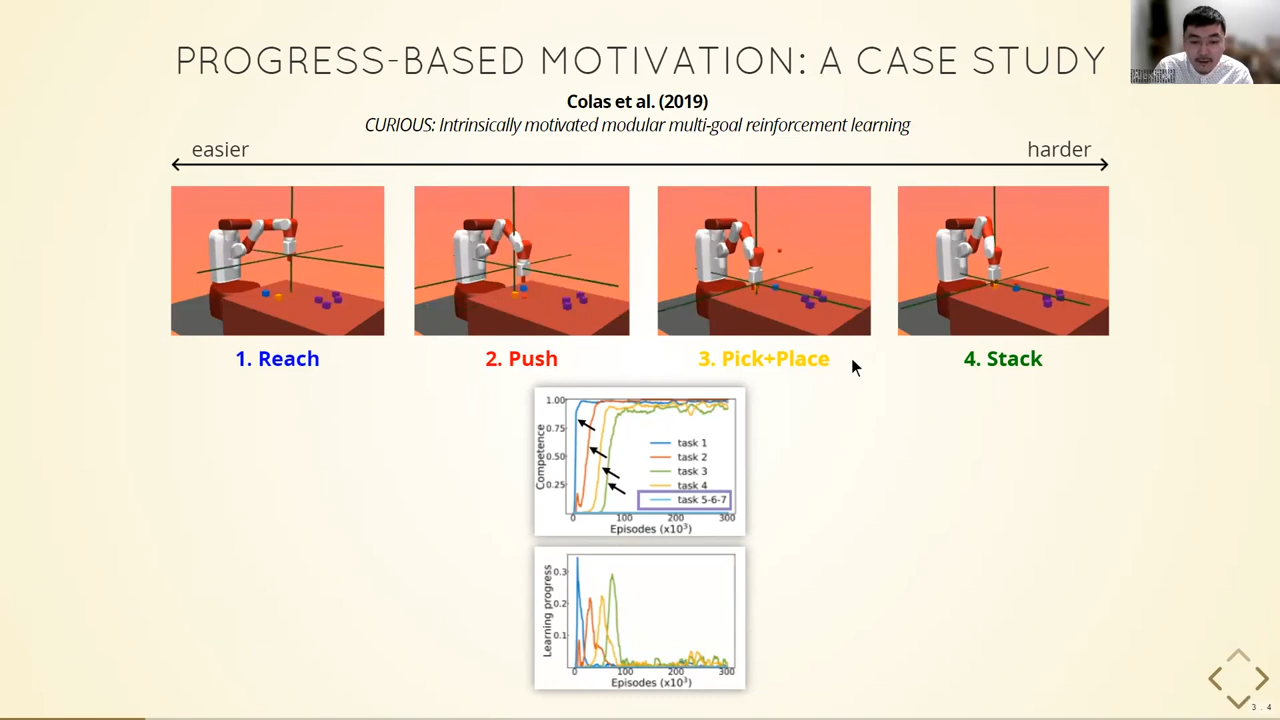 PROGRESS-BASED MOTIVATION: A CASE STUDY
Colas et al. (2019)
CURIOUS: Intrinsically motivated modular multi-goal reinforcement learning
easier
harder
1. Reach
2. Push
3. Pick+Place
4. Stack
1.00
0.75
0.50
0.25
Competence
task 1
task 2
task 3
task 4
task 5-6-7
0 100 200 300
Episodes (x10³)
0.3
0.2
0.1
Learning progress
0 100 200 300
Episodes (x10³)
3 . 4